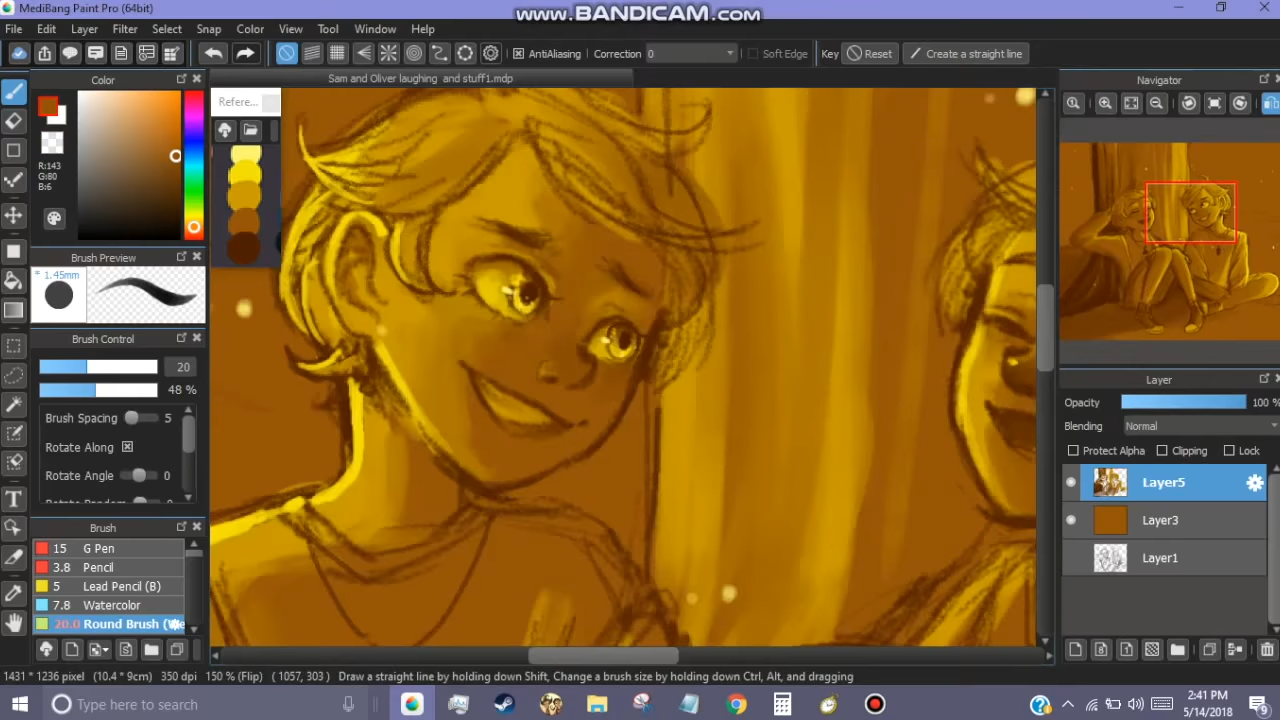 MediBang Paint Pro (64bit)
www.BANDICAM.com
File Edit Layer Filter Select Snap Color View Tool Window Help
AntiAliasing Correction 0 Soft Edge Key Reset Create a straight line
Color
Sam and Oliver laughing and stuff1.mdp
Navigator
Refere...
R:143
G:80
B:6
Brush Preview
* 1.45mm
Brush Control
20
48 %
Brush Spacing 5
Rotate Along
Rotate Angle 0
Brush
15 G Pen
3.8 Pencil
5 Lead Pencil (B)
7.8 Watercolor
20.0 Round Brush
Layer
Opacity 100 %
Blending Normal
Protect Alpha Clipping Lock
Layer5
Layer3
Layer1
1431 * 1236 pixel (10.4 * 9cm) 350 dpi 150 % (Flip) ( 1057, 303 ) Draw a straight line by holding down Shift, Change a brush size by holding down Ctrl, Alt, and dragging
Type here to search
2:41 PM
5/14/2018
9